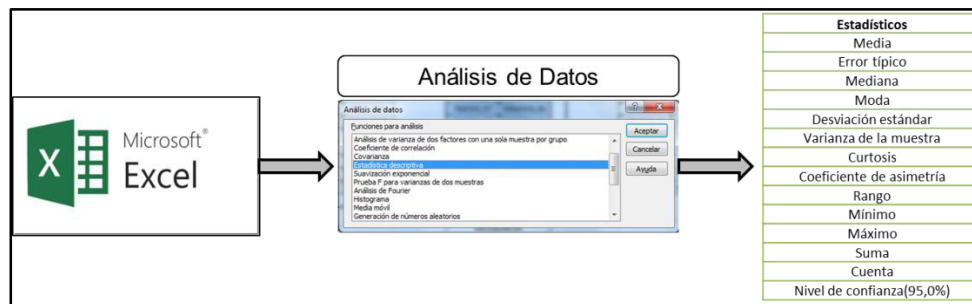 Microsoft®
Excel
Análisis de Datos
Análisis de datos
Funciones para análisis
Análisis de varianza de dos factores con una sola muestra por grupo
Coeficiente de correlación
Covarianza
Estadística descriptiva
Suavización exponencial
Prueba F para varianzas de dos muestras
Análisis de Fourier
Histograma
Media móvil
Generación de números aleatorios
Aceptar
Cancelar
Ayuda
Estadísticos
Media
Error típico
Mediana
Moda
Desviación estándar
Varianza de la muestra
Curtosis
Coeficiente de asimetría
Rango
Mínimo
Máximo
Suma
Cuenta
Nivel de confianza(95,0%)